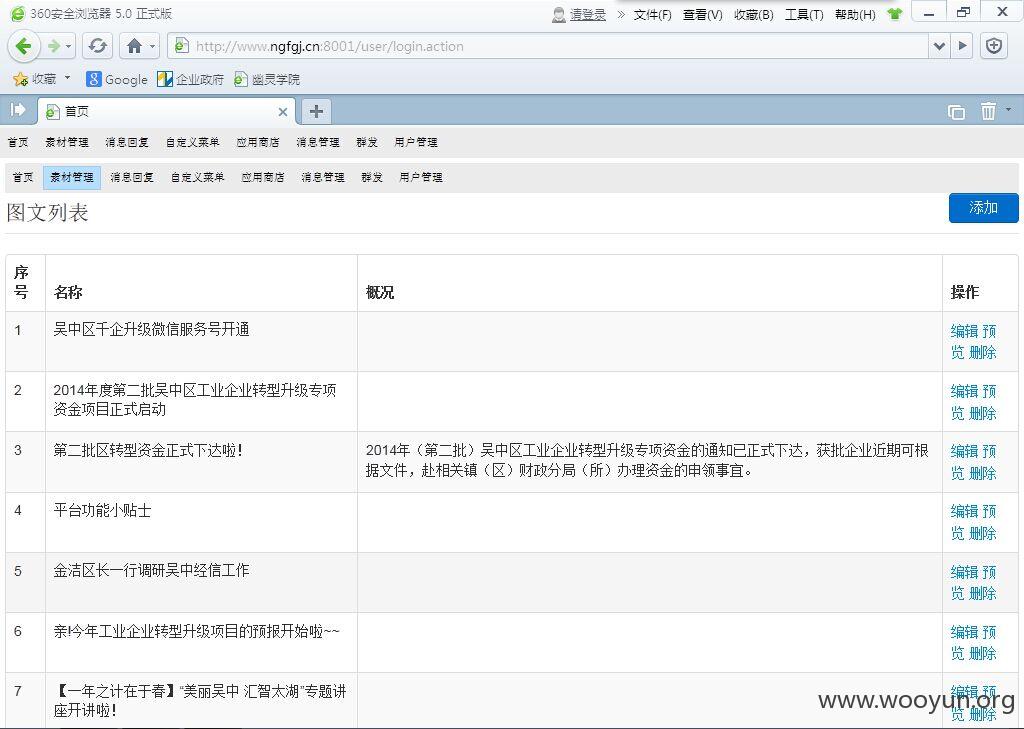 360安全浏览器 5.0 正式版
请登录 » 文件(F) 查看(V) 收藏(B) 工具(T) 帮助(H)
http://www.ngfgj.cn:8001/user/login.action
收藏 Google 企业政府 幽灵学院
首页
首页 素材管理 消息回复 自定义菜单 应用商店 消息管理 群发 用户管理
首页 素材管理 消息回复 自定义菜单 应用商店 消息管理 群发 用户管理
图文列表 添加
序
号 名称 概况 操作
1 吴中区千企升级微信服务号开通 编辑 预
览 删除
2 2014年度第二批吴中区工业企业转型升级专项 编辑 预
资金项目正式启动 览 删除
3 第二批区转型资金正式下达啦! 2014年（第二批）吴中区工业企业转型升级专项资金的通知已正式下达，获批企业近期可根 编辑 预
据文件，赴相关镇（区）财政分局（所）办理资金的申领事宜。 览 删除
4 平台功能小贴士 编辑 预
览 删除
5 金洁区长一行调研吴中经信工作 编辑 预
览 删除
6 亲!今年工业企业转型升级项目的预报开始啦~~ 编辑 预
览 删除
7 【一年之计在于春】“美丽吴中 汇智太湖”专题讲 编辑 预
座开讲啦! 览 删除
www.wooyun.org